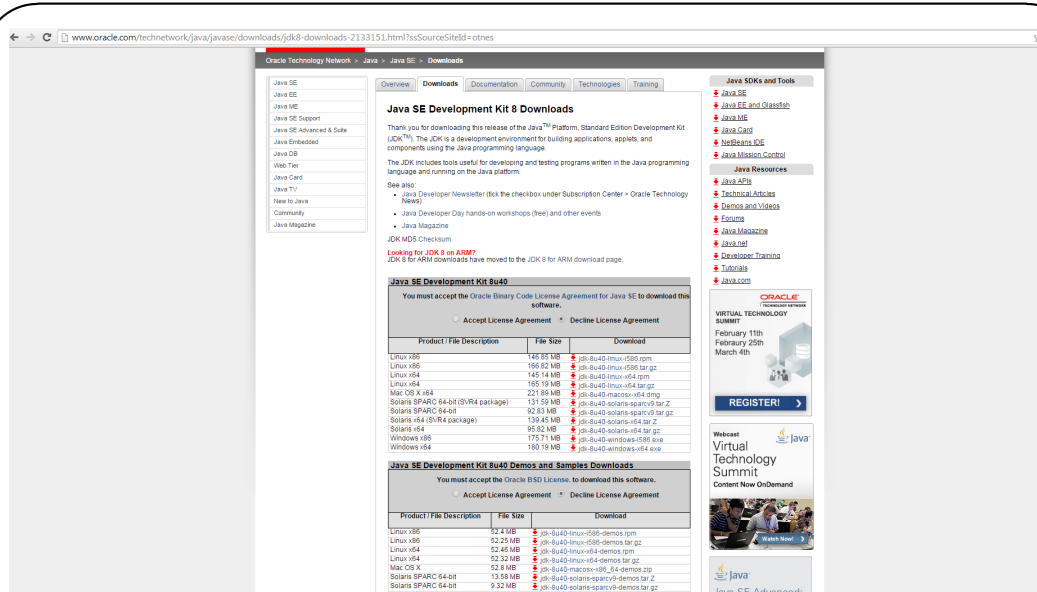 www.oracle.com/technetwork/java/javase/downloads/jdk8-downloads-2133151.html?ssSourceSiteId=otnes
Oracle Technology Network > Java > Java SE > Downloads
Java SE
Java EE
Java ME
Java SE Support
Java SE Advanced & Suite
Java Embedded
Java DB
Web Tier
Java Card
Java TV
New to Java
Community
Java Magazine
Overview Downloads Documentation Community Technologies Training
Java SE Development Kit 8 Downloads
Thank you for downloading this release of the Java™ Platform, Standard Edition Development Kit
(JDK™). The JDK is a development environment for building applications, applets, and
components using the Java programming language.
The JDK includes tools useful for developing and testing programs written in the Java programming
language and running on the Java platform.
See also:
• Java Developer Newsletter (tick the checkbox under Subscription Center > Oracle Technology
News)
• Java Developer Day hands-on workshops (free) and other events
• Java Magazine
JDK MD5 Checksum
Looking for JDK 8 on ARM?
JDK 8 for ARM downloads have moved to the JDK 8 for ARM download page.
Java SE Development Kit 8u40
You must accept the Oracle Binary Code License Agreement for Java SE to download this
software.
Accept License Agreement Decline License Agreement
Product / File Description File Size Download
Linux x86 146.85 MB jdk-8u40-linux-i586.rpm
Linux x86 166.82 MB jdk-8u40-linux-i586.tar.gz
Linux x64 145.14 MB jdk-8u40-linux-x64.rpm
Linux x64 165.19 MB jdk-8u40-linux-x64.tar.gz
Mac OS X x64 221.89 MB jdk-8u40-macosx-x64.dmg
Solaris SPARC 64-bit (SVR4 package) 131.59 MB jdk-8u40-solaris-sparcv9.tar.Z
Solaris SPARC 64-bit 92.83 MB jdk-8u40-solaris-sparcv9.tar.gz
Solaris x64 (SVR4 package) 139.45 MB jdk-8u40-solaris-x64.tar.Z
Solaris x64 95.82 MB jdk-8u40-solaris-x64.tar.gz
Windows x86 175.71 MB jdk-8u40-windows-i586.exe
Windows x64 180.19 MB jdk-8u40-windows-x64.exe
Java SE Development Kit 8u40 Demos and Samples Downloads
You must accept the Oracle BSD License. to download this software.
Accept License Agreement Decline License Agreement
Product / File Description File Size Download
Linux x86 52.4 MB jdk-8u40-linux-i586-demos.rpm
Linux x86 52.25 MB jdk-8u40-linux-i586-demos.tar.gz
Linux x64 52.46 MB jdk-8u40-linux-x64-demos.rpm
Linux x64 52.32 MB jdk-8u40-linux-x64-demos.tar.gz
Mac OS X 52.8 MB jdk-8u40-macosx-x86_64-demos.zip
Solaris SPARC 64-bit 13.58 MB jdk-8u40-solaris-sparcv9-demos.tar.Z
Solaris SPARC 64-bit 9.32 MB jdk-8u40-solaris-sparcv9-demos.tar.gz
Java SDKs and Tools
Java SE
Java EE and Glassfish
Java ME
Java Card
NetBeans IDE
Java Mission Control
Java Resources
Java APIs
Technical Articles
Demos and Videos
Forums
Java Magazine
Java.net
Developer Training
Tutorials
Java.com
ORACLE
TECHNOLOGY NETWORK
VIRTUAL TECHNOLOGY
SUMMIT
February 11th
Febraury 25th
March 4th
REGISTER!
Webcast
Java
Virtual
Technology
Summit
Content Now OnDemand
Watch Now!
Java
Java SE Advanced: